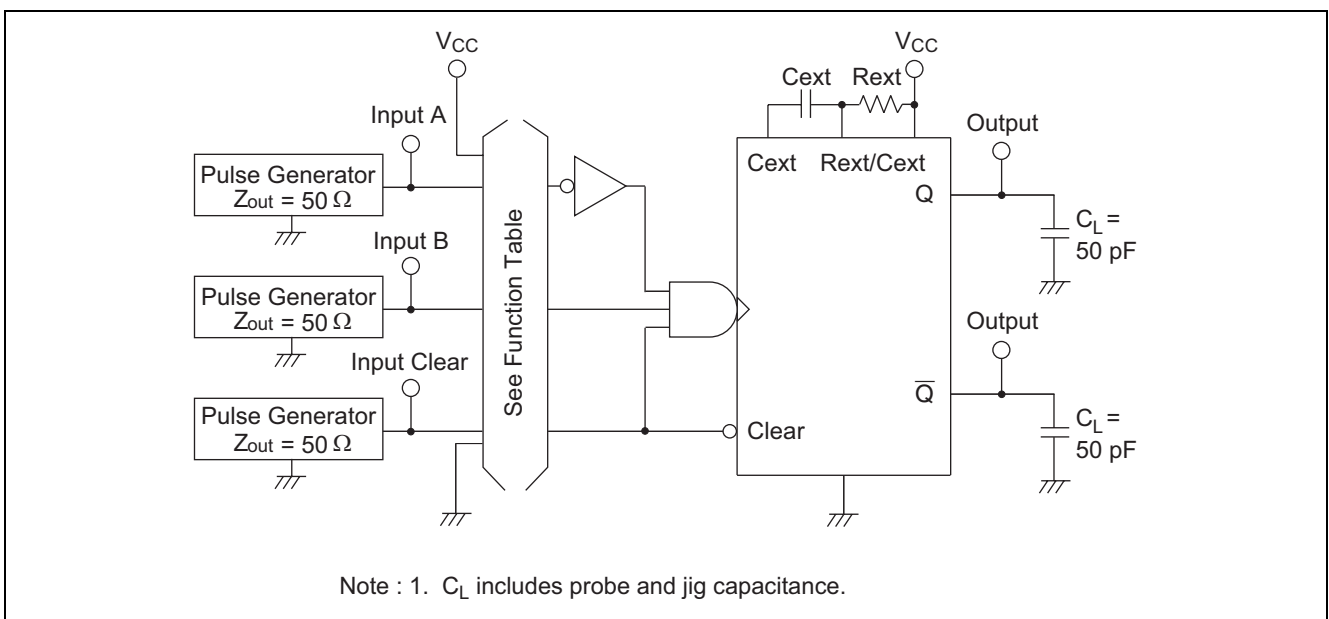 VCC
VCC
Cext Rext
Input A
Output
Pulse Generator
Zout = 50 Ω
Cext Rext/Cext
Q
CL =
50 pF
Input B
See Function Table
Pulse Generator
Zout = 50 Ω
Output
Input Clear
Q̅
Pulse Generator
Zout = 50 Ω
Clear
CL =
50 pF
Note : 1. CL includes probe and jig capacitance.